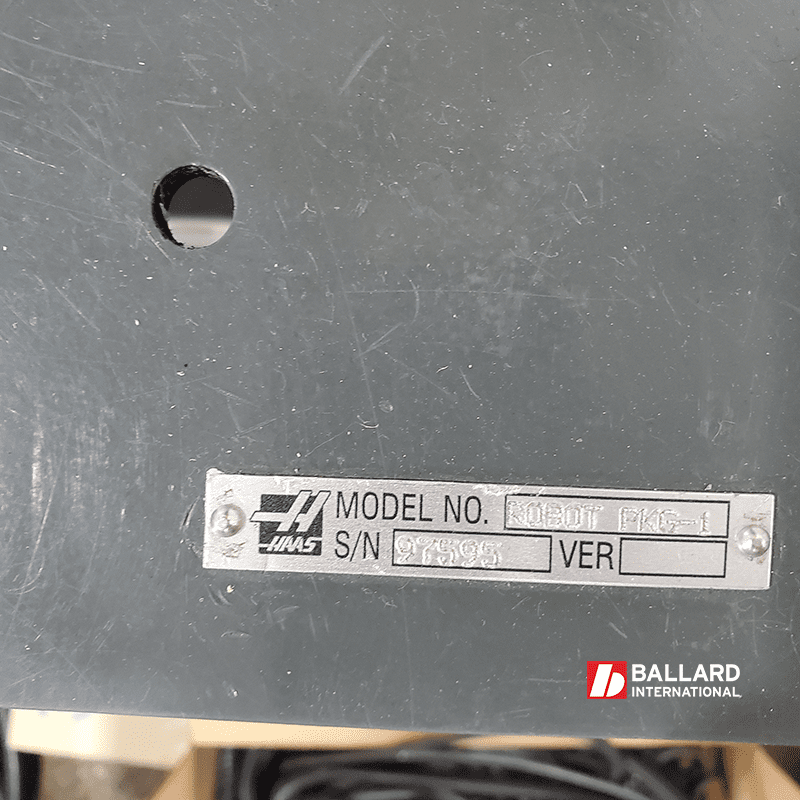 HAAS
MODEL NO. ROBOT PKG-1
S/N 97595 VER
BALLARD
INTERNATIONAL